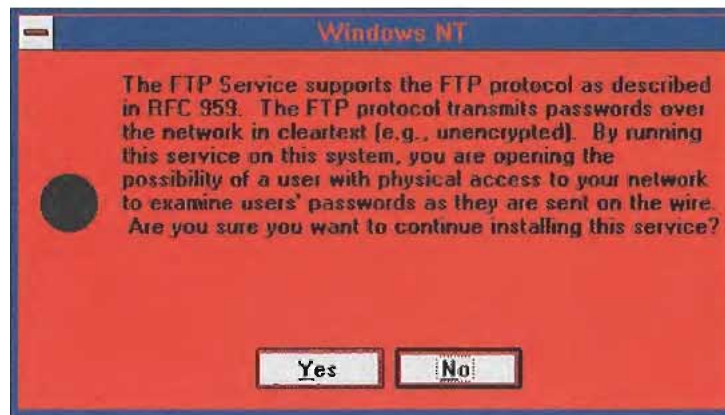 Windows NT
The FTP Service supports the FTP protocol as described
in RFC 959. The FTP protocol transmits passwords over
the network in cleartext (e.g., unencrypted). By running
this service on this system, you are opening the
possibility of a user with physical access to your network
to examine users' passwords as they are sent on the wire.
Are you sure you want to continue installing this service?
Yes
No